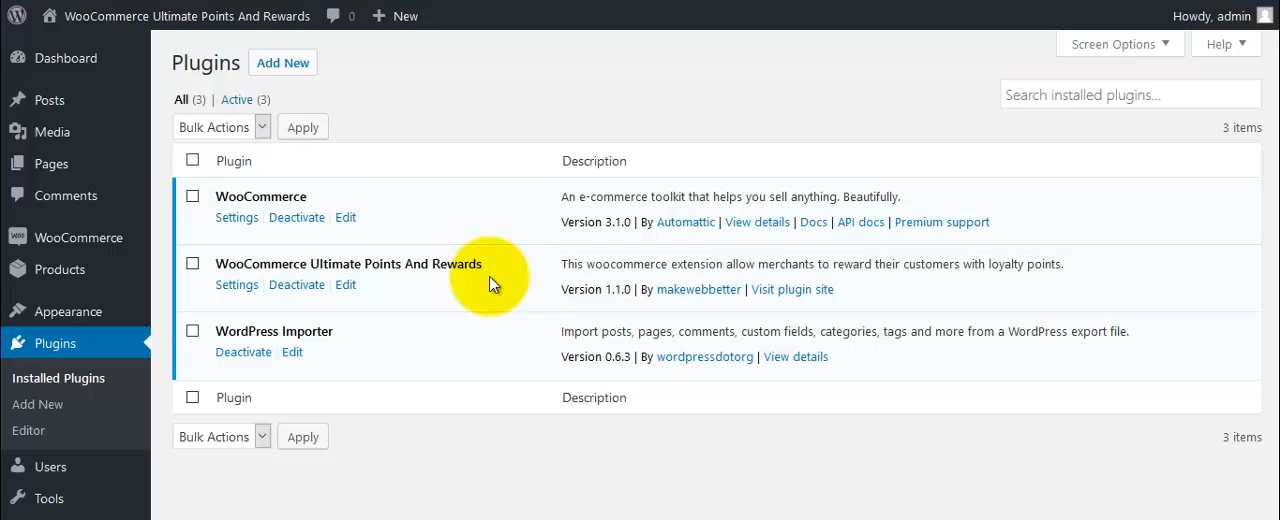 WooCommerce Ultimate Points And Rewards 0 New Howdy, admin
Dashboard
Posts
Media
Pages
Comments
WOO WooCommerce
Products
Appearance
Plugins
Installed Plugins
Add New
Editor
Users
Tools
Screen Options Help
Plugins Add New
All (3) | Active (3)
Search installed plugins...
Bulk Actions Apply 3 items
Plugin Description
WooCommerce An e-commerce toolkit that helps you sell anything. Beautifully.
Settings | Deactivate | Edit Version 3.1.0 | By Automattic | View details | Docs | API docs | Premium support
WooCommerce Ultimate Points And Rewards This woocommerce extension allow merchants to reward their customers with loyalty points.
Settings | Deactivate | Edit Version 1.1.0 | By makewebbetter | Visit plugin site
WordPress Importer Import posts, pages, comments, custom fields, categories, tags and more from a WordPress export file.
Deactivate | Edit Version 0.6.3 | By wordpressdotorg | View details
Plugin Description
Bulk Actions Apply 3 items